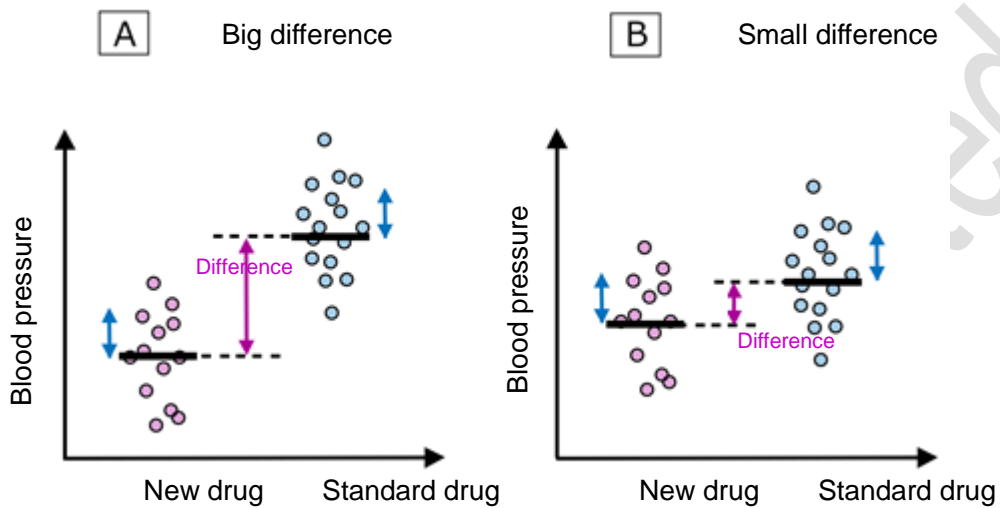 A Big difference
B Small difference
Blood pressure
Difference
New drug Standard drug
Blood pressure
Difference
New drug Standard drug